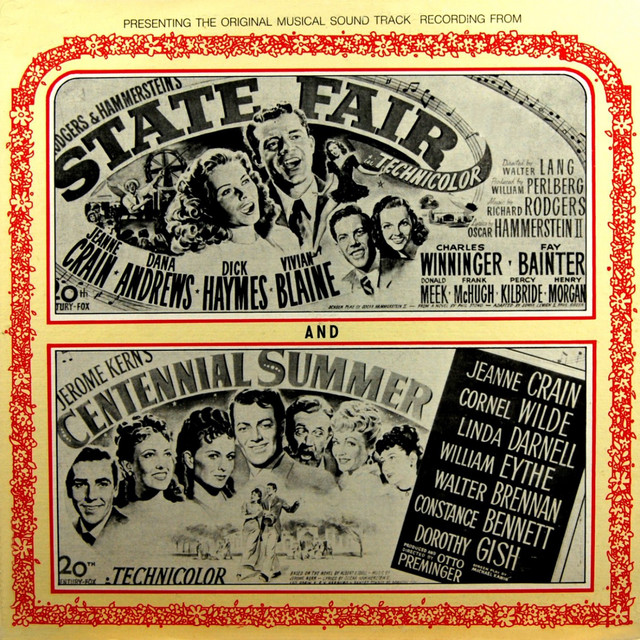 PRESENTING THE ORIGINAL MUSICAL SOUND TRACK RECORDING FROM
ODGERS & HAMMERSTEIN'S
STATE FAIR
in TECHNICOLOR
Directed by
WALTER LANG
Produced by
WILLIAM PERLBERG
Music by
RICHARD RODGERS
OSCAR HAMMERSTEIN II
JEANNE CRAIN · DANA ANDREWS · DICK HAYMES · VIVIAN BLAINE
CHARLES WINNINGER · FAY BAINTER
DONALD MEEK · FRANK McHUGH · PERCY KILBRIDE · HENRY MORGAN
20th
TURY-FOX
AND
JEROME KERN'S
CENTENNIAL SUMMER
JEANNE CRAIN
CORNEL WILDE
LINDA DARNELL
WILLIAM EYTHE
WALTER BRENNAN
CONSTANCE BENNETT
DOROTHY GISH
PRODUCED AND
DIRECTED BY OTTO
PREMINGER
20TH
ENTURY-FOX
in TECHNICOLOR